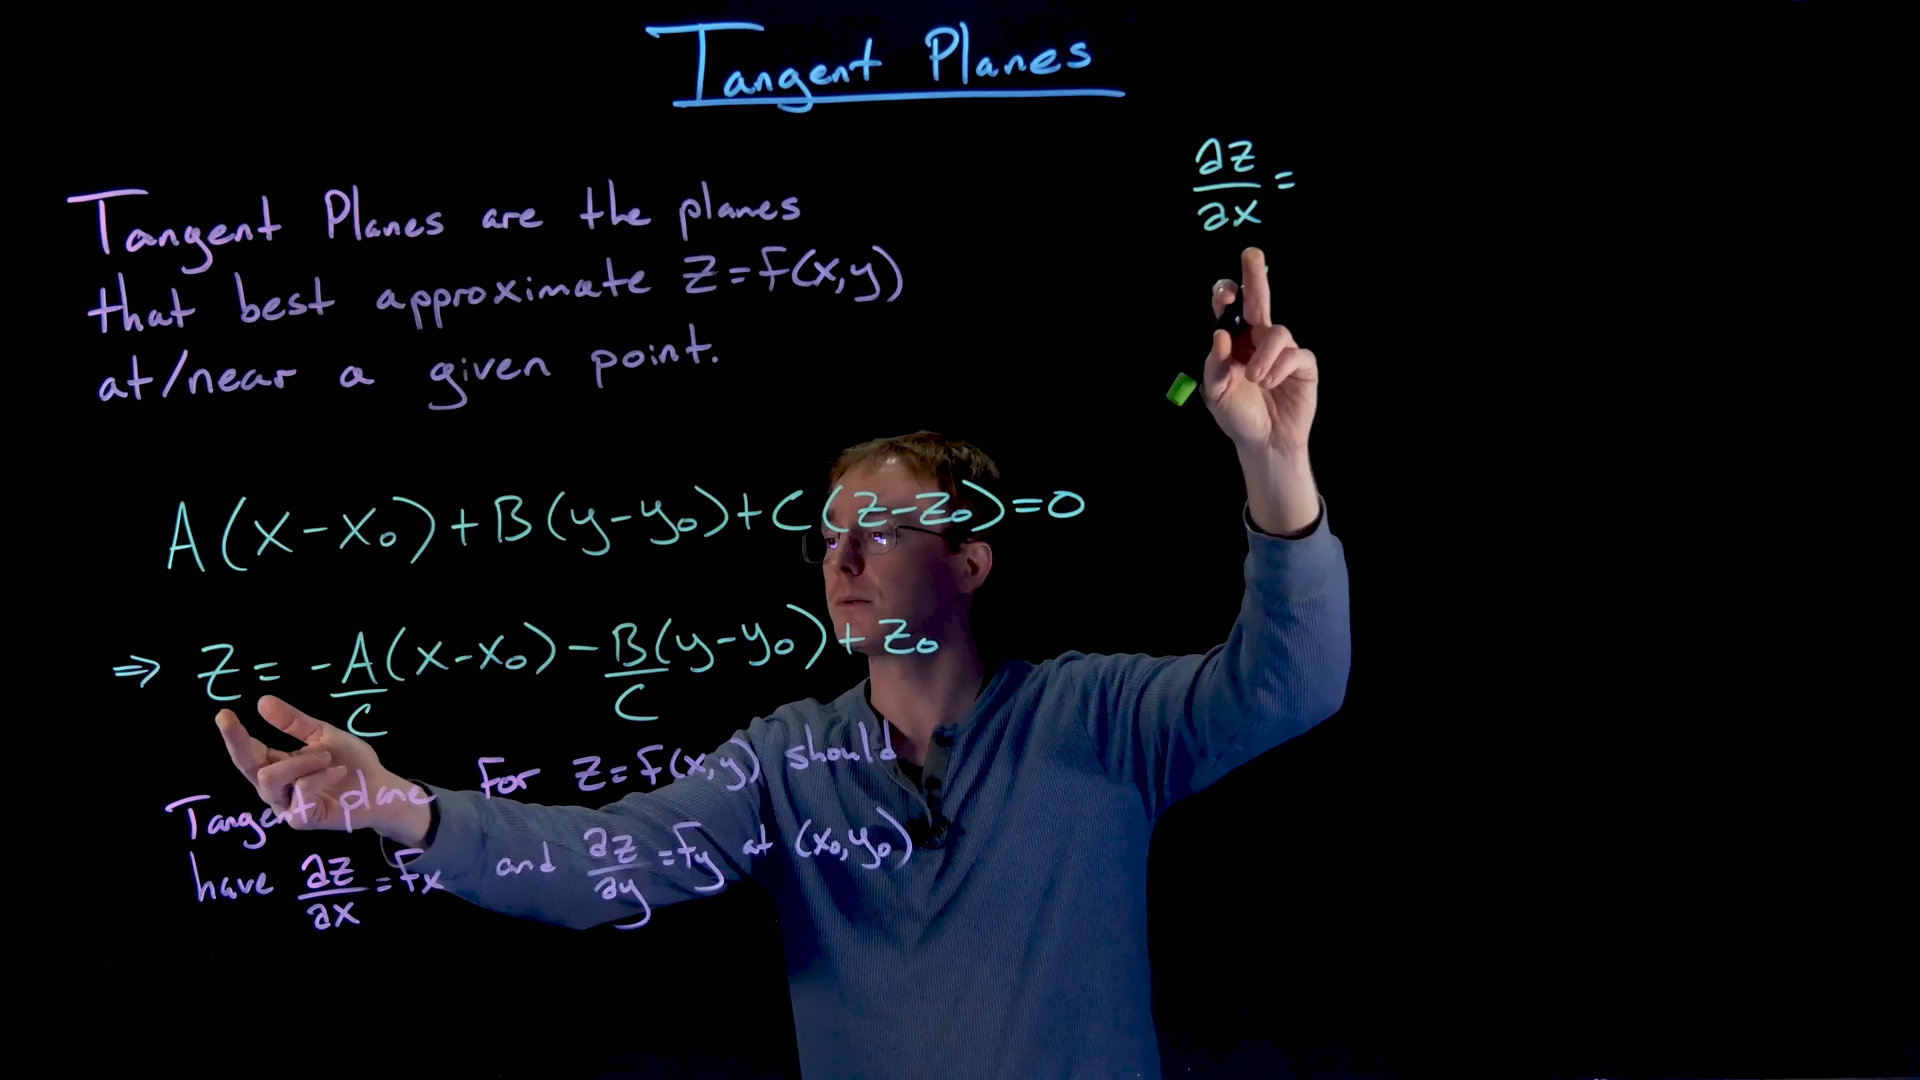 Tangent Planes
Tangent Planes are the planes
that best approximate z=f(x,y)
at/near a given point.
A(x-x₀)+B(y-y₀)+C(z-z₀)=0
⇒ z= -A/C(x-x₀) - B/C(y-y₀)+z₀
Tangent plane for z=f(x,y) should
have ∂z/∂x=fx and ∂z/∂y=fy at (x₀,y₀)
∂z/∂x=